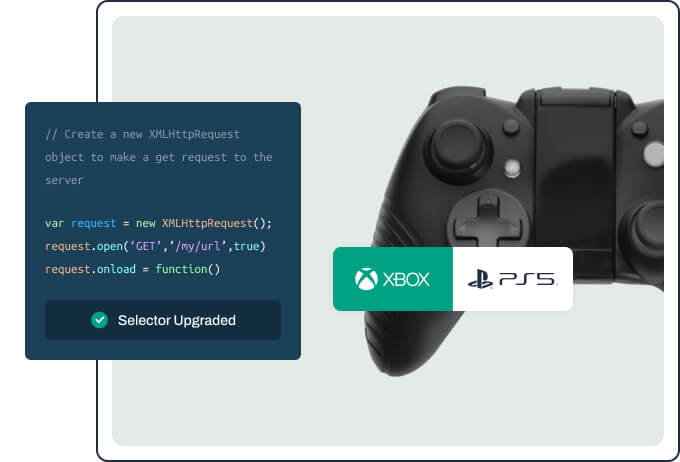 // Create a new XMLHttpRequest
object to make a get request to the
server
var request = new XMLHttpRequest();
request.open(‘GET’,’/my/url’,true)
request.onload = function()
Selector Upgraded
XBOX
PS5